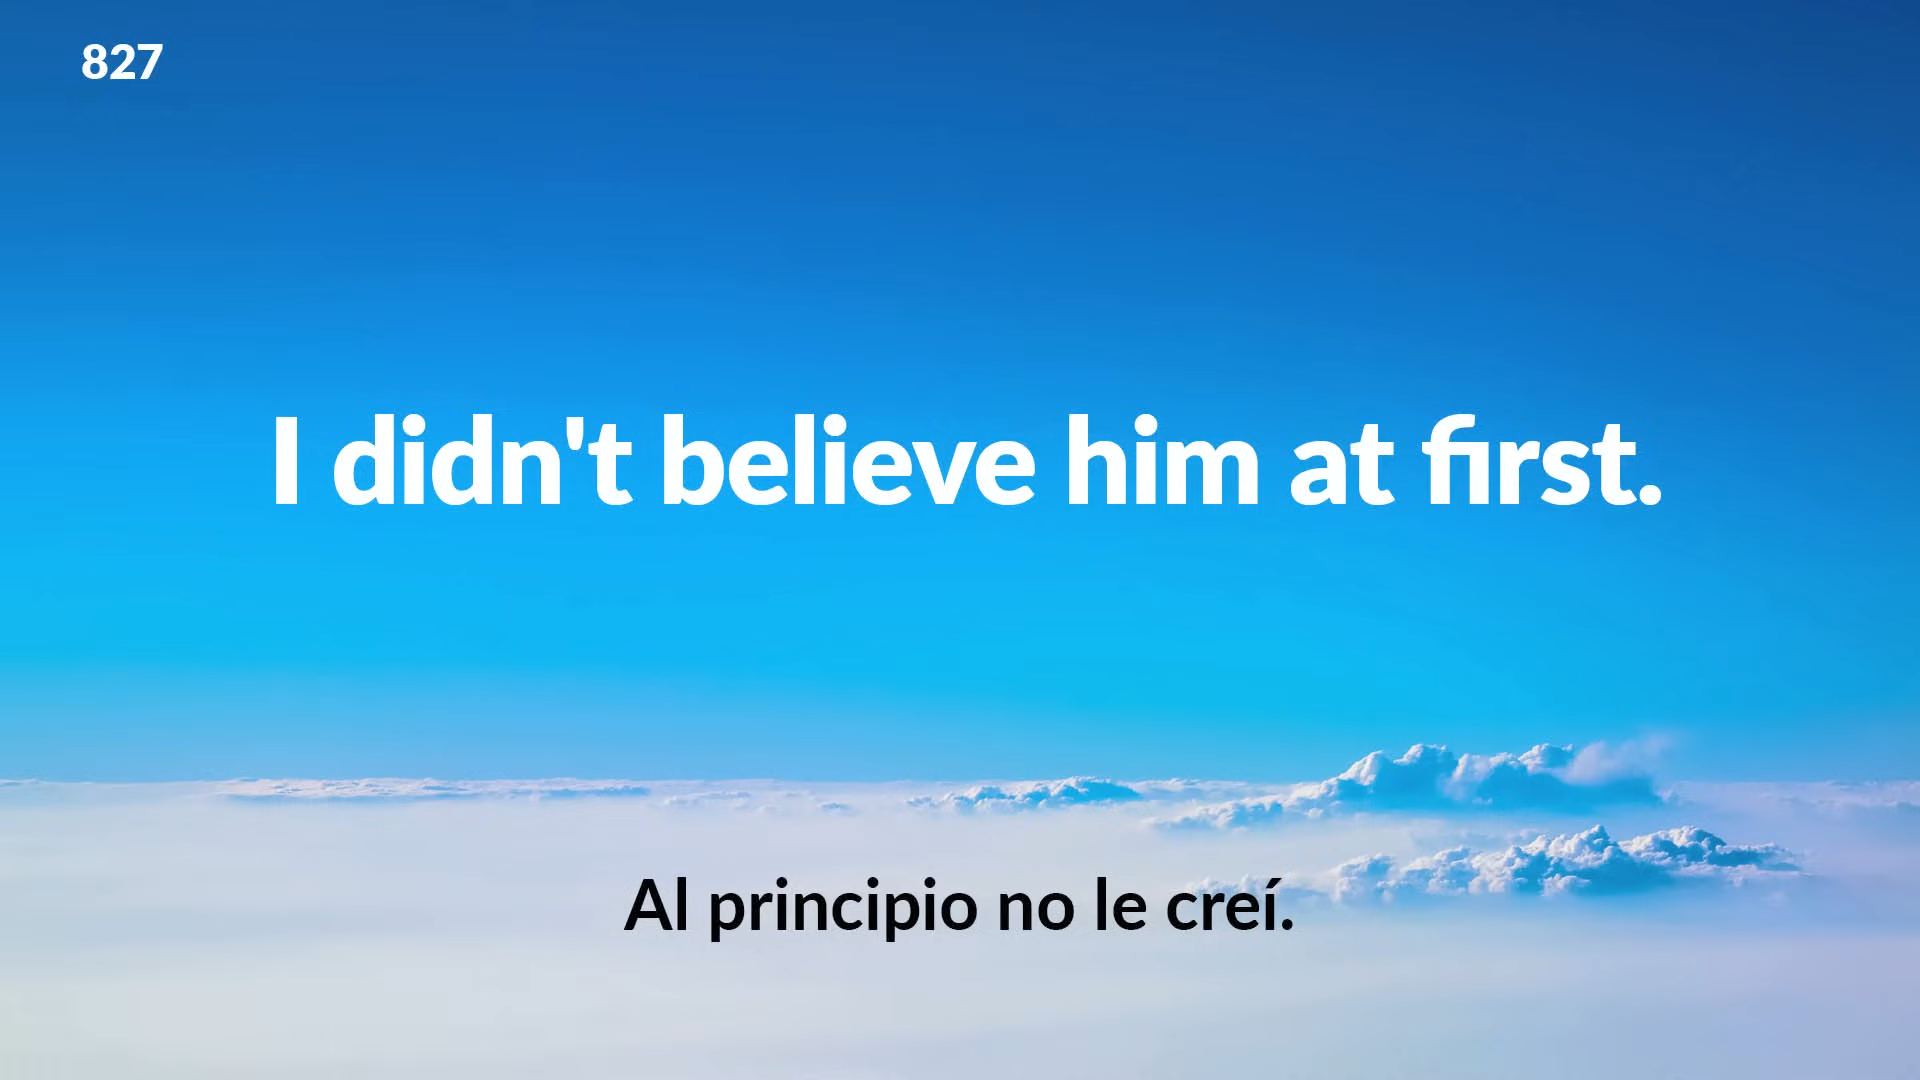 827
I didn't believe him at first.
Al principio no le creí.